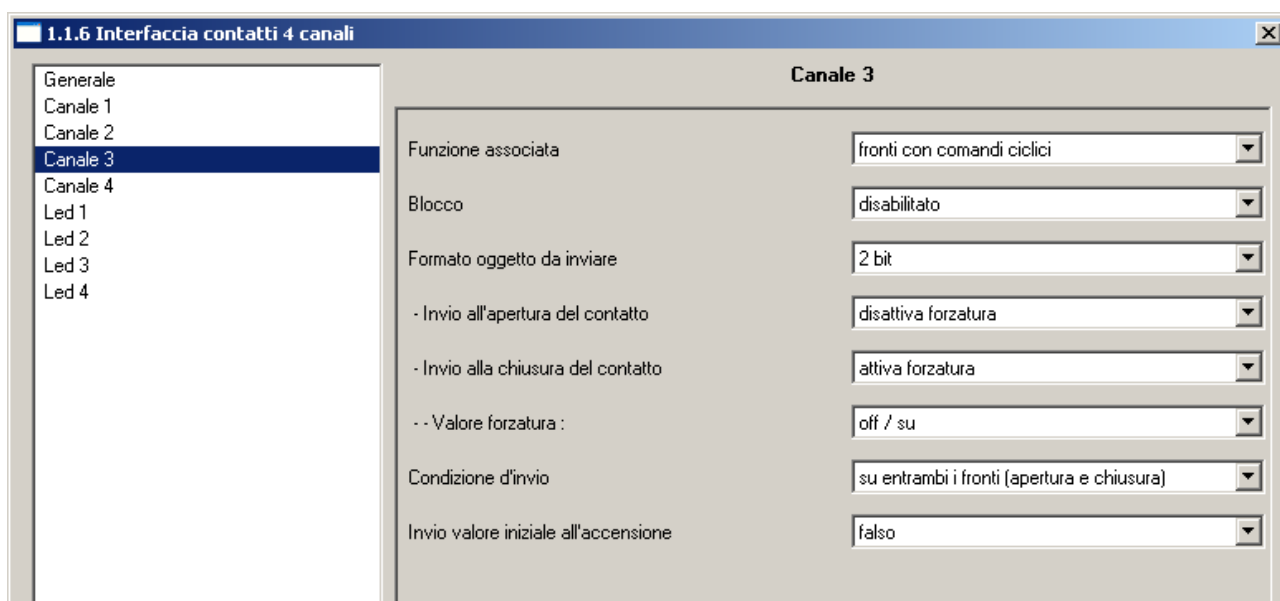 1.1.6 Interfaccia contatti 4 canali
Generale
Canale 1
Canale 2
Canale 3
Canale 4
Led 1
Led 2
Led 3
Led 4
Canale 3
Funzione associata fronti con comandi ciclici
Blocco disabilitato
Formato oggetto da inviare 2 bit
- Invio all'apertura del contatto disattiva forzatura
- Invio alla chiusura del contatto attiva forzatura
- - Valore forzatura : off / su
Condizione d'invio su entrambi i fronti (apertura e chiusura)
Invio valore iniziale all'accensione falso